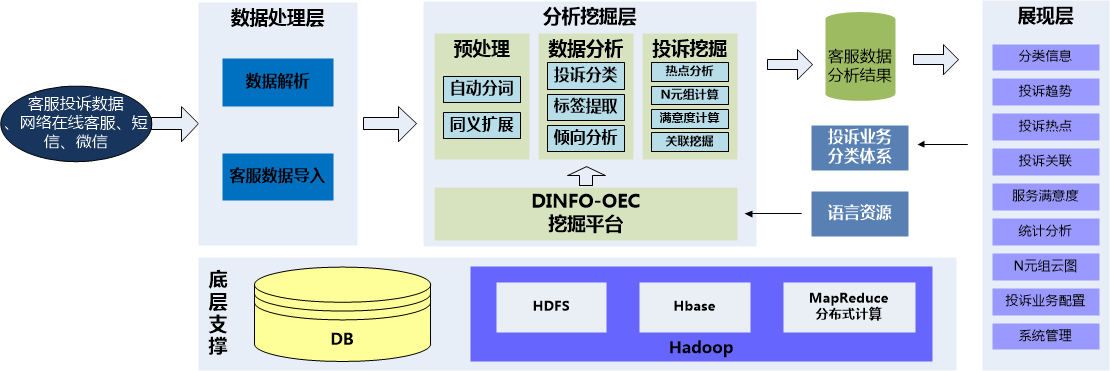 客服投诉数据
、网络在线客服、短
信、微信
数据处理层
数据解析
客服数据导入
分析挖掘层
预处理
自动分词
同义扩展
数据分析
投诉分类
标签提取
倾向分析
投诉挖掘
热点分析
N元组计算
满意度计算
关联挖掘
DINFO-OEC
挖掘平台
客服数据
分析结果
投诉业务
分类体系
语言资源
展现层
分类信息
投诉趋势
投诉热点
投诉关联
服务满意度
统计分析
N元组云图
投诉业务配置
系统管理
底
层
支
撑
DB
HDFS
Hbase
MapReduce
分布式计算
Hadoop